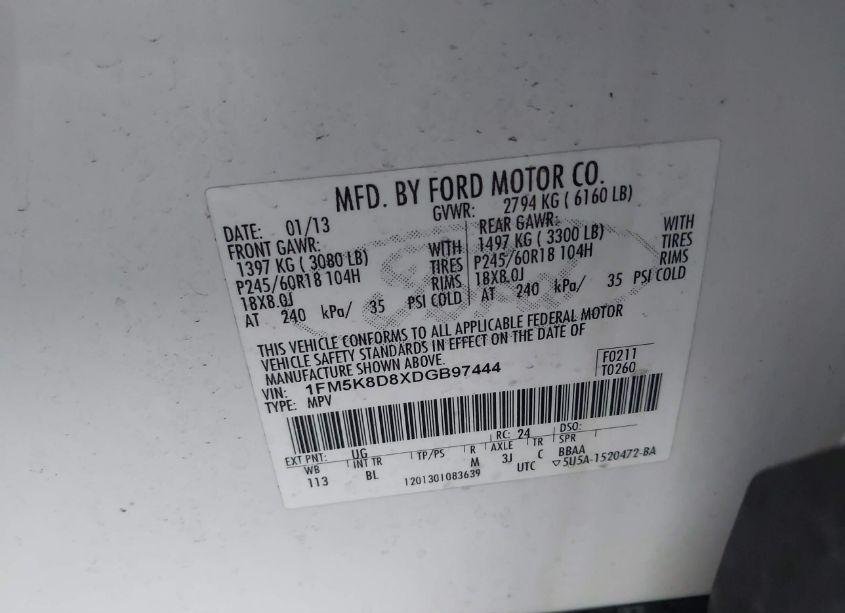 MFD. BY FORD MOTOR CO.
DATE: 01/13 GVWR: 2794 KG ( 6160 LB)
FRONT GAWR: REAR GAWR:
1397 KG ( 3080 LB) WITH 1497 KG ( 3300 LB) WITH
P245/60R18 104H TIRES P245/60R18 104H TIRES
18X8.0J RIMS 18X8.0J RIMS
AT 240 kPa/ 35 PSI COLD AT 240 kPa/ 35 PSI COLD
THIS VEHICLE CONFORMS TO ALL APPLICABLE FEDERAL MOTOR
VEHICLE SAFETY STANDARDS IN EFFECT ON THE DATE OF
MANUFACTURE SHOWN ABOVE. F0211
VIN: 1FM5K8D8XDGB97444 T0260
TYPE: MPV
EXT PNT: UG RC: 24 DSO:
WB INT TR TP/PS R AXLE TR SPR
113 BL M 3J C BBAA
1201301083639 UTC ▽5U5A-1520472-BA